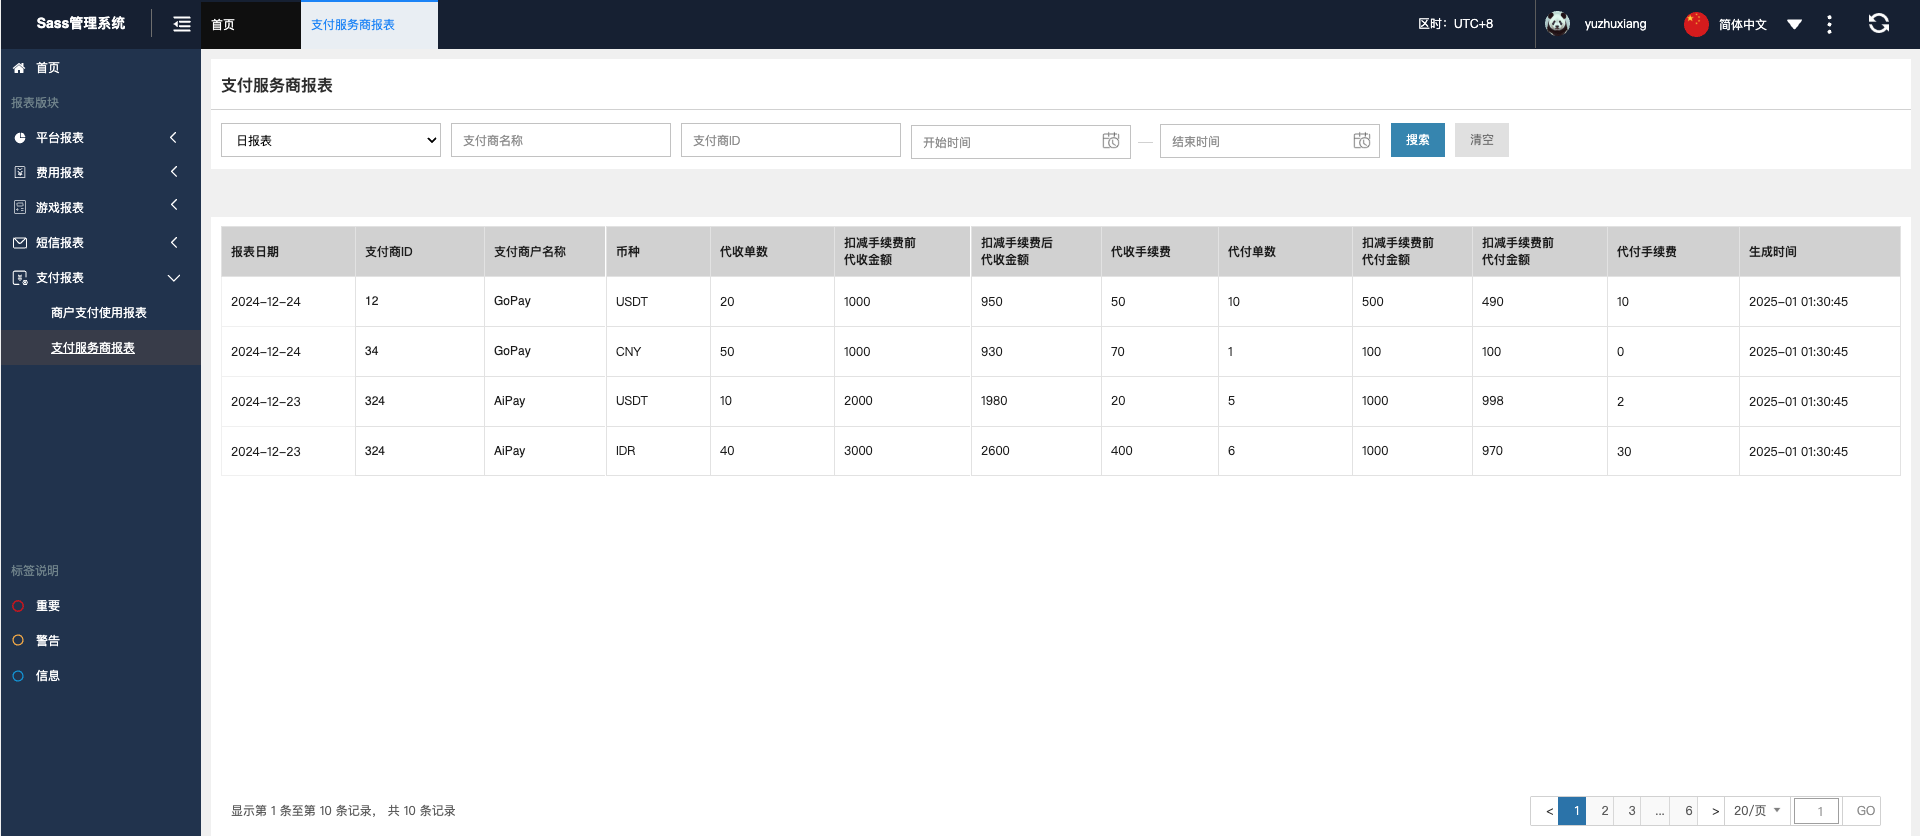 Sass管理系统
首页
支付服务商报表
区时：UTC+8
yuzhuxiang
简体中文
首页
报表版块
平台报表
费用报表
游戏报表
短信报表
支付报表
商户支付使用报表
支付服务商报表
标签说明
重要
警告
信息
支付服务商报表
日报表 支付商名称 支付商ID 开始时间 — 结束时间 搜索 清空
报表日期 支付商ID 支付商户名称 币种 代收单数 扣减手续费前 代收金额 扣减手续费后 代收金额 代收手续费 代付单数 扣减手续费前 代付金额 扣减手续费前 代付金额 代付手续费 生成时间
2024-12-24 12 GoPay USDT 20 1000 950 50 10 500 490 10 2025-01 01:30:45
2024-12-24 34 GoPay CNY 50 1000 930 70 1 100 100 0 2025-01 01:30:45
2024-12-23 324 AiPay USDT 10 2000 1980 20 5 1000 998 2 2025-01 01:30:45
2024-12-23 324 AiPay IDR 40 3000 2600 400 6 1000 970 30 2025-01 01:30:45
显示第 1 条至第 10 条记录， 共 10 条记录
< 1 2 3 ... 6 > 20/页 1 GO